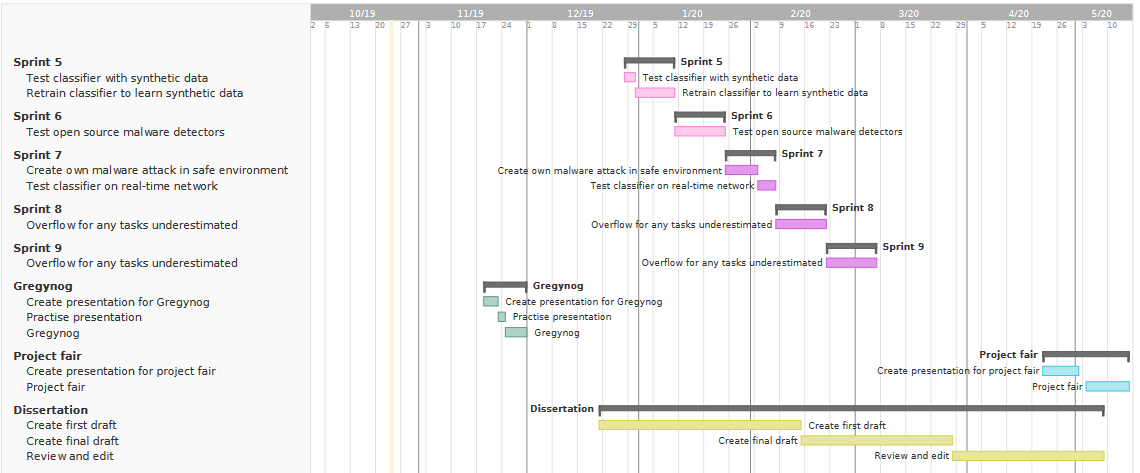 10/19 11/19 12/19 1/20 2/20 3/20 4/20 5/20
2 6 13 20 27 3 10 17 24 1 8 15 22 29 5 12 19 26 2 9 16 23 1 8 15 22 29 5 12 19 26 3 10
Sprint 5 Sprint 5
Test classifier with synthetic data Test classifier with synthetic data
Retrain classifier to learn synthetic data Retrain classifier to learn synthetic data
Sprint 6 Sprint 6
Test open source malware detectors Test open source malware detectors
Sprint 7 Sprint 7
Create own malware attack in safe environment Create own malware attack in safe environment
Test classifier on real-time network Test classifier on real-time network
Sprint 8 Sprint 8
Overflow for any tasks underestimated Overflow for any tasks underestimated
Sprint 9 Sprint 9
Overflow for any tasks underestimated Overflow for any tasks underestimated
Gregynog Gregynog
Create presentation for Gregynog Create presentation for Gregynog
Practise presentation Practise presentation
Gregynog Gregynog
Project fair Project fair
Create presentation for project fair Create presentation for project fair
Project fair Project fair
Dissertation Dissertation
Create first draft Create first draft
Create final draft Create final draft
Review and edit Review and edit